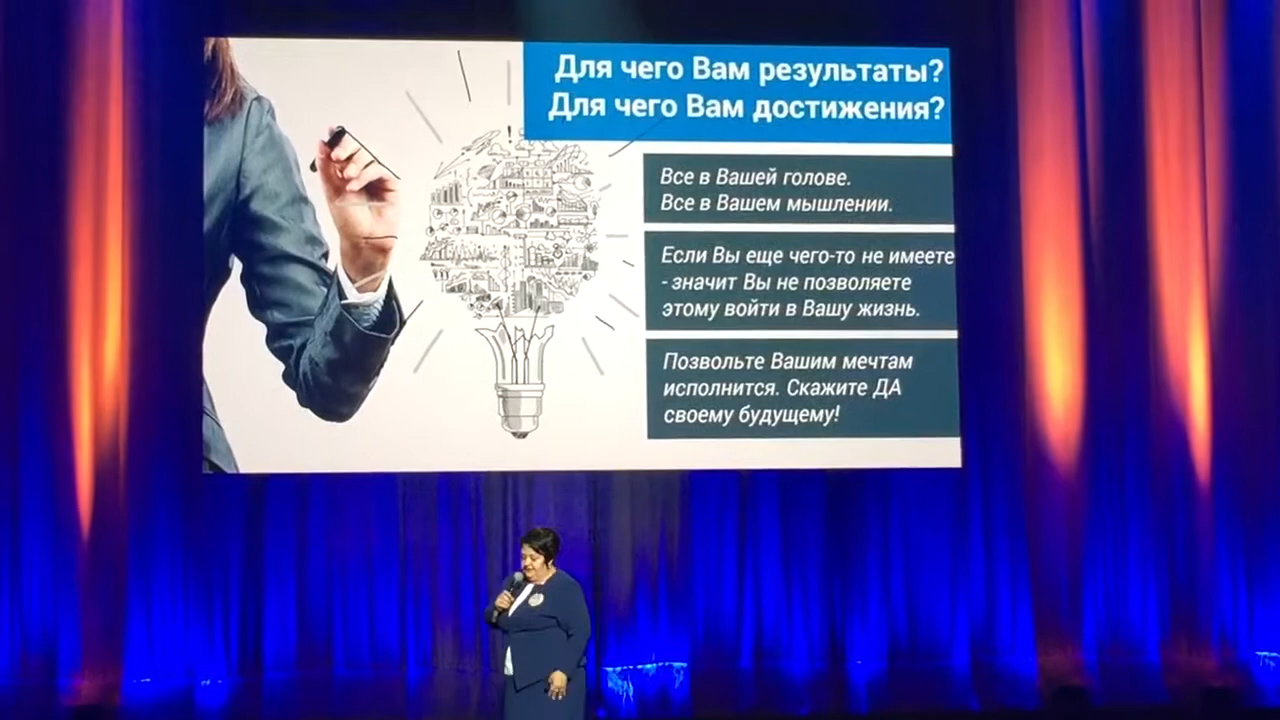 Для чего Вам результаты?
Для чего Вам достижения?
Все в Вашей голове.
Все в Вашем мышлении.
Если Вы еще чего-то не имеете
- значит Вы не позволяете
этому войти в Вашу жизнь.
Позвольте Вашим мечтам
исполнится. Скажите ДА
своему будущему!